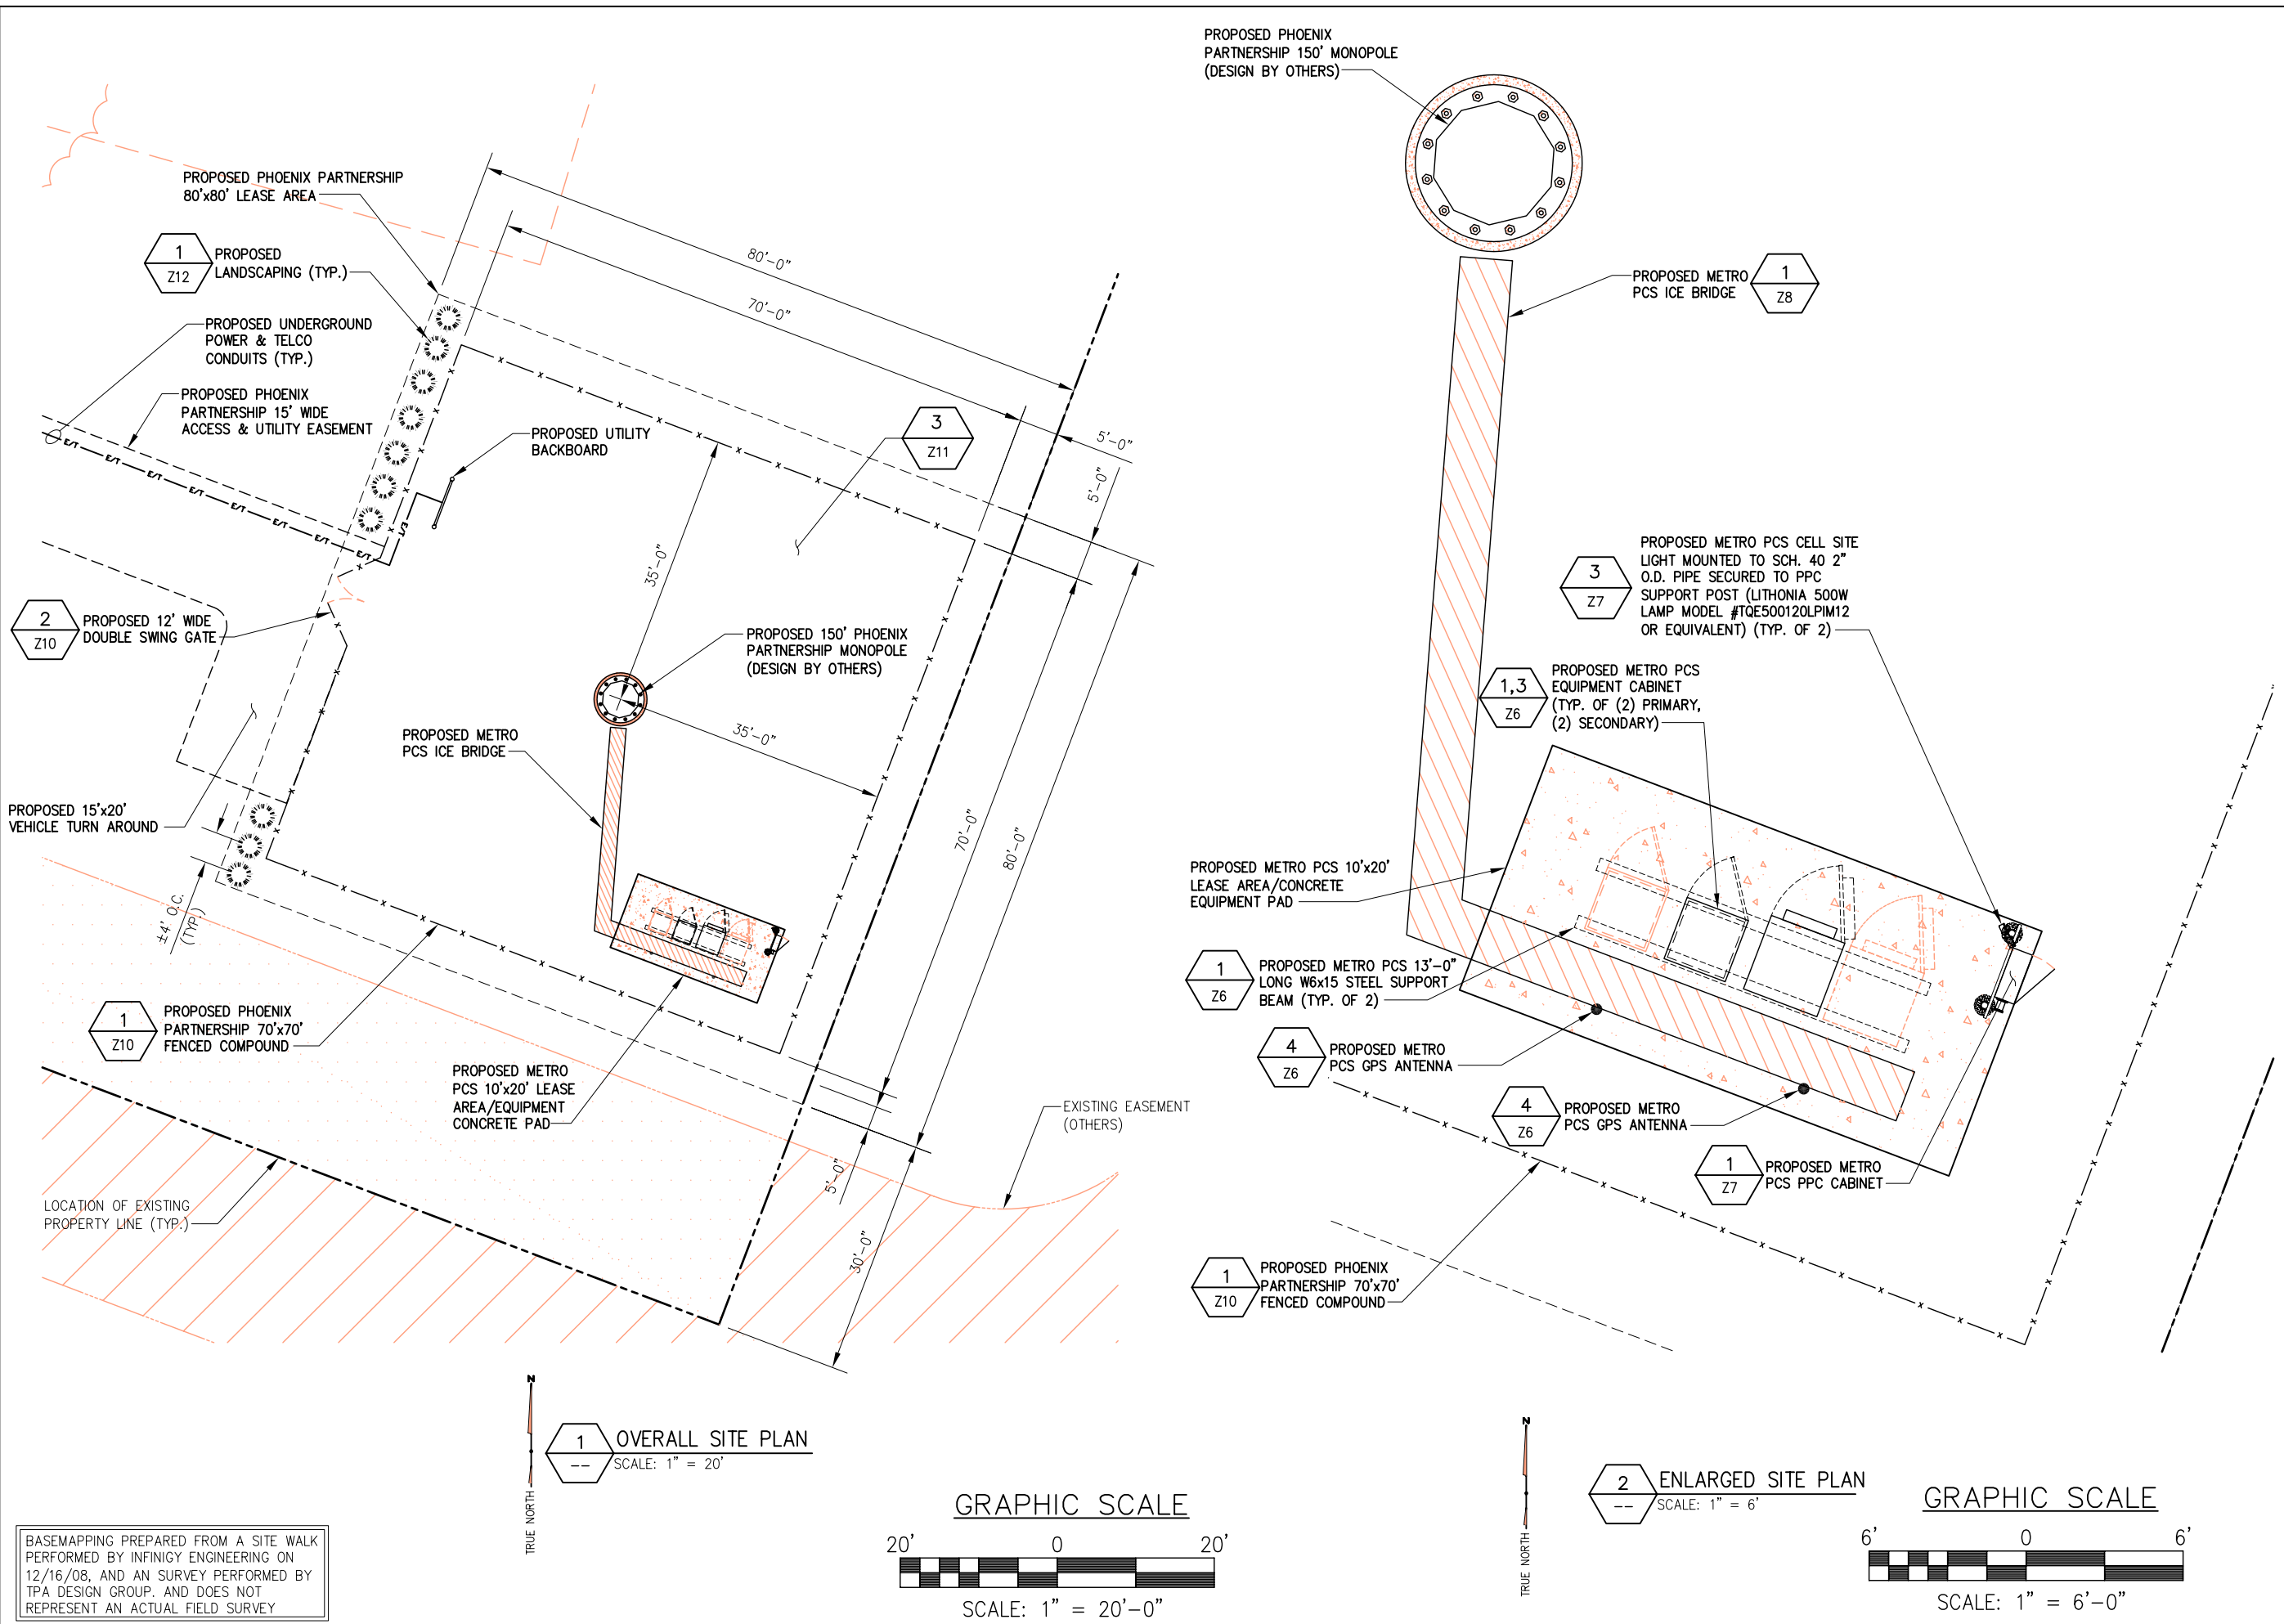 PROPOSED PHOENIX PARTNERSHIP
80'x80' LEASE AREA
1
Z12
PROPOSED
LANDSCAPING (TYP.)
PROPOSED UNDERGROUND
POWER & TELCO
CONDUITS (TYP.)
PROPOSED PHOENIX
PARTNERSHIP 15' WIDE
ACCESS & UTILITY EASEMENT
E/T
E/T
E/T
E/T
E/T
E/T
E/T
E/T
E/T
PROPOSED UTILITY
BACKBOARD
80'-0"
70'-0"
3
Z11
5'-0"
5'-0"
35'-0"
2
Z10
PROPOSED 12' WIDE
DOUBLE SWING GATE
PROPOSED 150' PHOENIX
PARTNERSHIP MONOPOLE
(DESIGN BY OTHERS)
35'-0"
PROPOSED METRO
PCS ICE BRIDGE
PROPOSED 15'x20'
VEHICLE TURN AROUND
70'-0"
80'-0"
±4' O.C.
(TYP.)
1
Z10
PROPOSED PHOENIX
PARTNERSHIP 70'x70'
FENCED COMPOUND
PROPOSED METRO
PCS 10'x20' LEASE
AREA/EQUIPMENT
CONCRETE PAD
EXISTING EASEMENT
(OTHERS)
5'-0"
30'-0"
LOCATION OF EXISTING
PROPERTY LINE (TYP.)
N
TRUE NORTH
1
--
OVERALL SITE PLAN
SCALE: 1" = 20'
GRAPHIC SCALE
20' 0 20'
SCALE: 1" = 20'-0"
BASEMAPPING PREPARED FROM A SITE WALK
PERFORMED BY INFINIGY ENGINEERING ON
12/16/08, AND AN SURVEY PERFORMED BY
TPA DESIGN GROUP. AND DOES NOT
REPRESENT AN ACTUAL FIELD SURVEY
PROPOSED PHOENIX
PARTNERSHIP 150' MONOPOLE
(DESIGN BY OTHERS)
PROPOSED METRO
PCS ICE BRIDGE
1
Z8
3
Z7
PROPOSED METRO PCS CELL SITE
LIGHT MOUNTED TO SCH. 40 2"
O.D. PIPE SECURED TO PPC
SUPPORT POST (LITHONIA 500W
LAMP MODEL #TQE500120LPIM12
OR EQUIVALENT) (TYP. OF 2)
1,3
Z6
PROPOSED METRO PCS
EQUIPMENT CABINET
(TYP. OF (2) PRIMARY,
(2) SECONDARY)
PROPOSED METRO PCS 10'x20'
LEASE AREA/CONCRETE
EQUIPMENT PAD
1
Z6
PROPOSED METRO PCS 13'-0"
LONG W6x15 STEEL SUPPORT
BEAM (TYP. OF 2)
4
Z6
PROPOSED METRO
PCS GPS ANTENNA
4
Z6
PROPOSED METRO
PCS GPS ANTENNA
1
Z7
PROPOSED METRO
PCS PPC CABINET
1
Z10
PROPOSED PHOENIX
PARTNERSHIP 70'x70'
FENCED COMPOUND
N
TRUE NORTH
2
--
ENLARGED SITE PLAN
SCALE: 1" = 6'
GRAPHIC SCALE
6' 0 6'
SCALE: 1" = 6'-0"